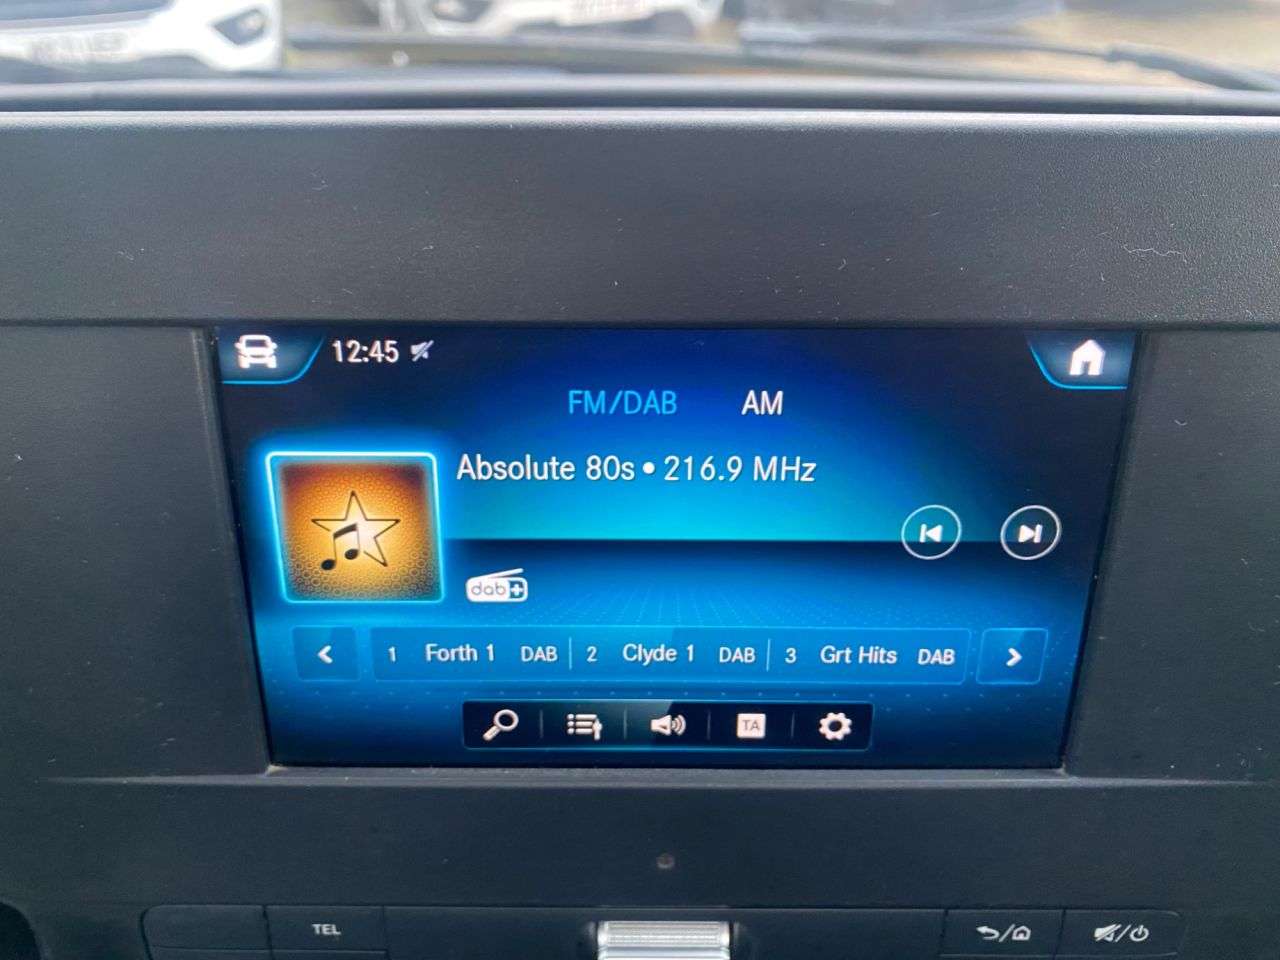 12:45
FM/DAB AM
Absolute 80s • 216.9 MHz
dab+
1 Forth 1 DAB 2 Clyde 1 DAB 3 Grt Hits DAB
TA
TEL